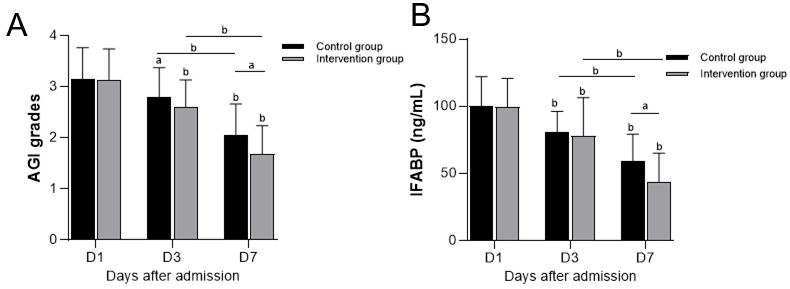 A
AGI grades
4
3
2
1
0
b
b
a
a
b
b
b
Control group
Intervention group
D1
D3
D7
Days after admission
B
IFABP (ng/mL)
150
100
50
0
b
b
b
b
a
b
b
Control group
Intervention group
D1
D3
D7
Days after admission